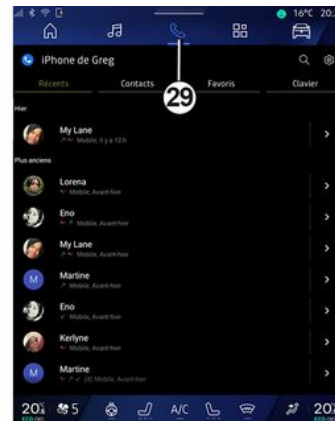 16°C 20:
iPhone de Greg
Récents Contacts Favoris Clavier
29
Hier
My Lane
Mobile, Il y a 12 h
Plus anciens
Lorena
Mobile, Avant-hier
Eno
Mobile, Avant-hier
My Lane
Mobile, Avant-hier
M Martine
Mobile, Avant-hier
Eno
Mobile, Avant-hier
Kerlyne
Mobile, Avant-hier
M Martine
(4) Mobile, Avant-hier
20 5 A/C 20